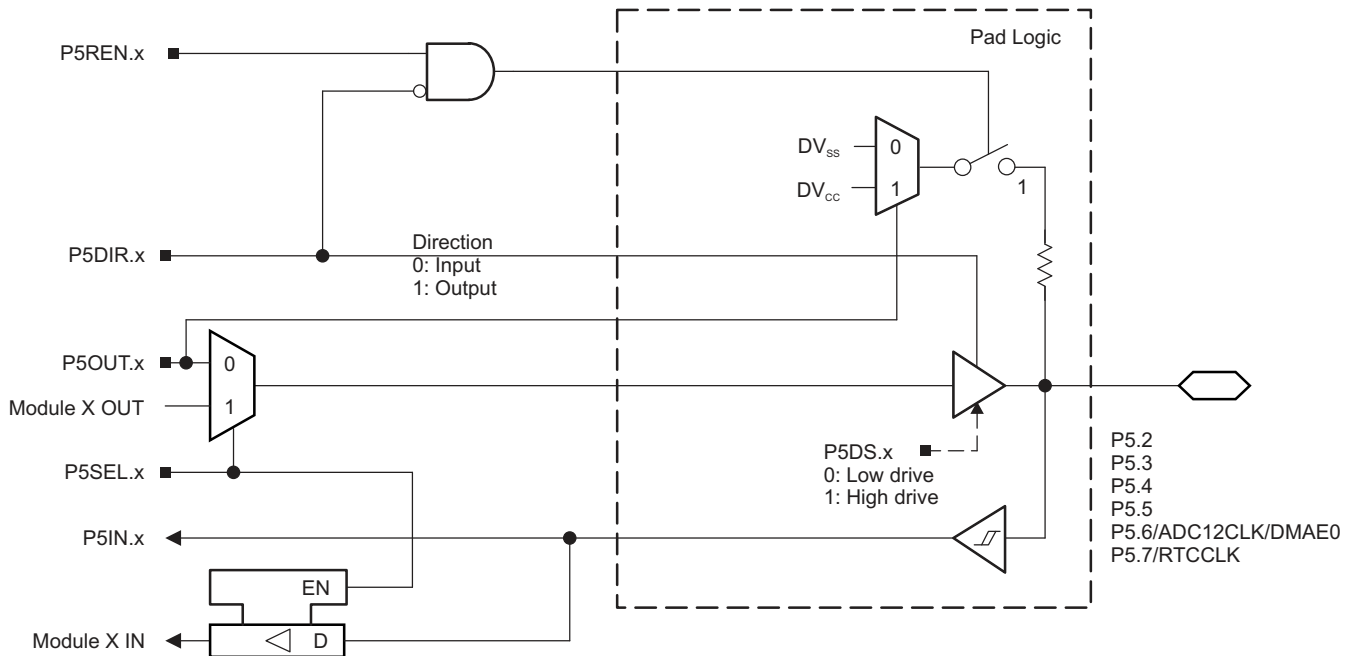 P5REN.x
Pad Logic
DVSS
0
DVCC
1
1
P5DIR.x
Direction
0: Input
1: Output
P5OUT.x
0
Module X OUT
1
P5SEL.x
P5DS.x
0: Low drive
1: High drive
P5.2
P5.3
P5.4
P5.5
P5.6/ADC12CLK/DMAE0
P5.7/RTCCLK
P5IN.x
EN
Module X IN
D